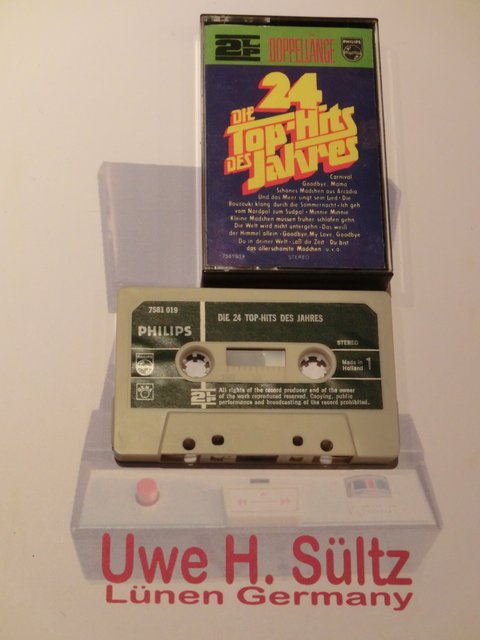 2LP DOPPELLÄNGE PHILIPS
24
DIE
Top-Hits
DES
Jahres
Carnival
Goodbye, Mama
Schönes Mädchen aus Arcadia
Und das Meer singt sein Lied · Die
Bouzouki klang durch die Sommernacht · Ich geh
vom Nordpol zum Südpol · Minnie Minnie
Kleine Mädchen müssen früher schlafen gehn
Die Welt wird nicht untergehn · Das weiß
der Himmel allein · Goodbye, My Love, Goodbye
Du in deiner Welt · Laß dir Zeit · Du bist
das allerschönste Mädchen u.v.a.
7581019 STEREO
7581 019
DIE 24 TOP-HITS DES JAHRES
PHILIPS
STEREO
Made in
Holland 1
2LP
All rights of the record producer and of the owner
of the work reproduced reserved. Copying, public
performance and broadcasting of the record prohibited.
Uwe H. Sültz
Lünen Germany